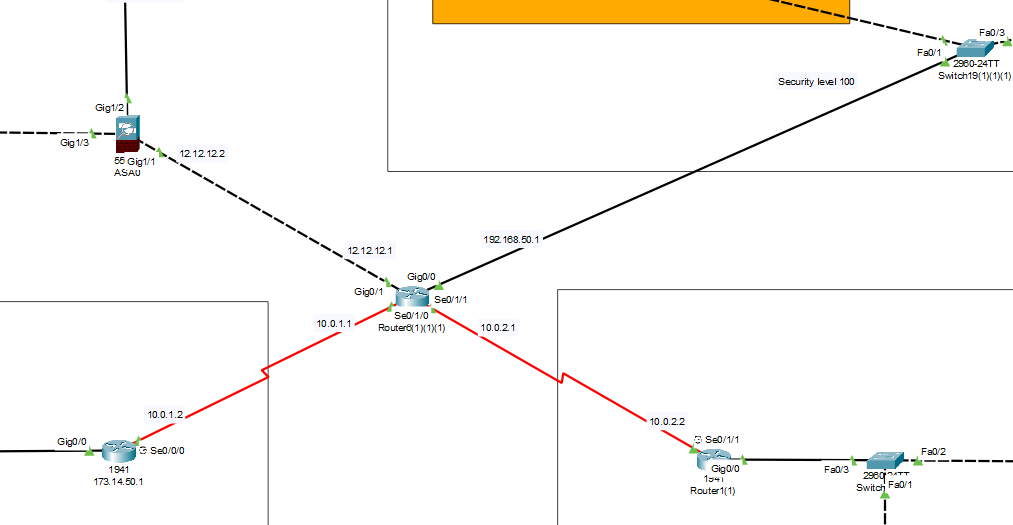 Fa0/3
Fa0/1
2960-24TT
Switch19(1)(1)(1)
Security level 100
Gig1/2
Gig1/3
55 Gig1/1
ASA0
12.12.12.2
192.168.50.1
12.12.12.1
Gig0/0
Gig0/1
Se0/1/1
Se0/1/0
Router6(1)(1)(1)
10.0.1.1
10.0.2.1
10.0.1.2
10.0.2.2
Gig0/0
Se0/0/0
1941
173.14.50.1
Se0/1/1
Gig0/0
1941
Router1(1)
Fa0/3
Fa0/2
2960-24TT
Switch
Fa0/1